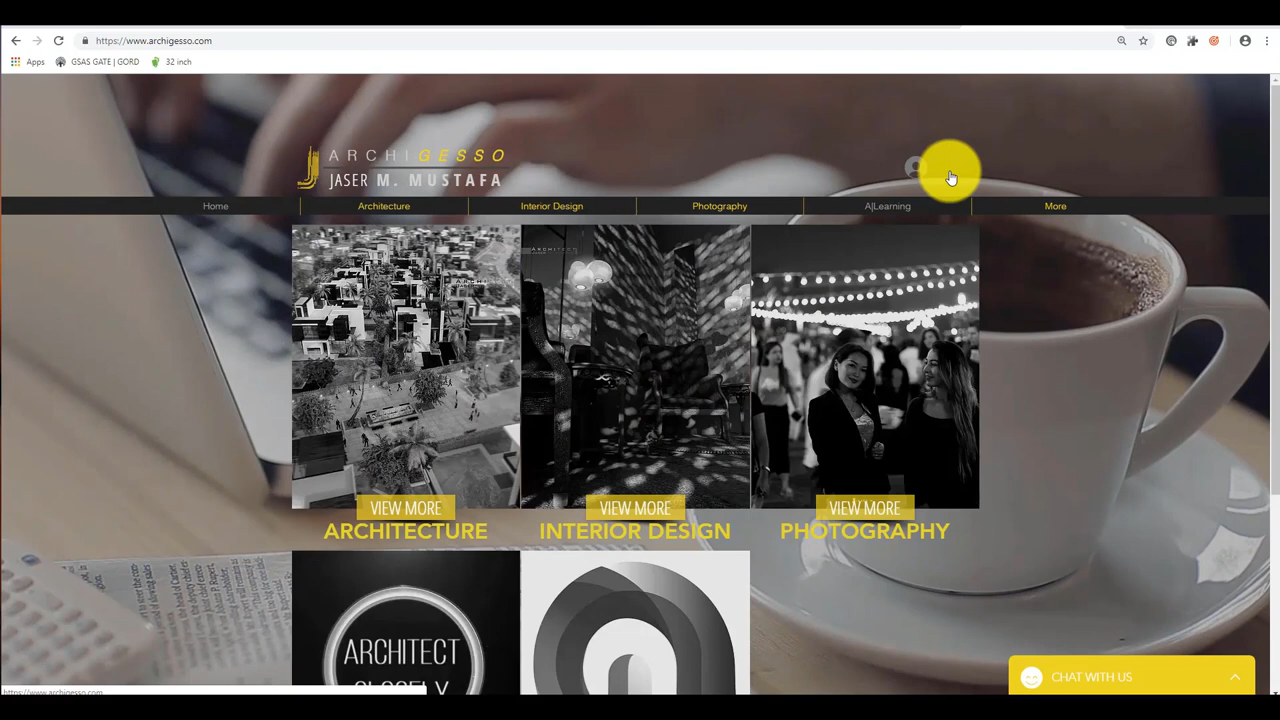 https://www.archigesso.com
Apps
GSAS GATE | GORD
32 inch
ARCHIGESSO
JASER M. MUSTAFA
Home
Architecture
Interior Design
Photography
A|Learning
More
VIEW MORE
VIEW MORE
VIEW MORE
ARCHITECTURE
INTERIOR DESIGN
PHOTOGRAPHY
ARCHITECT
CLOSELY
CHAT WITH US
https://www.archigesso.com